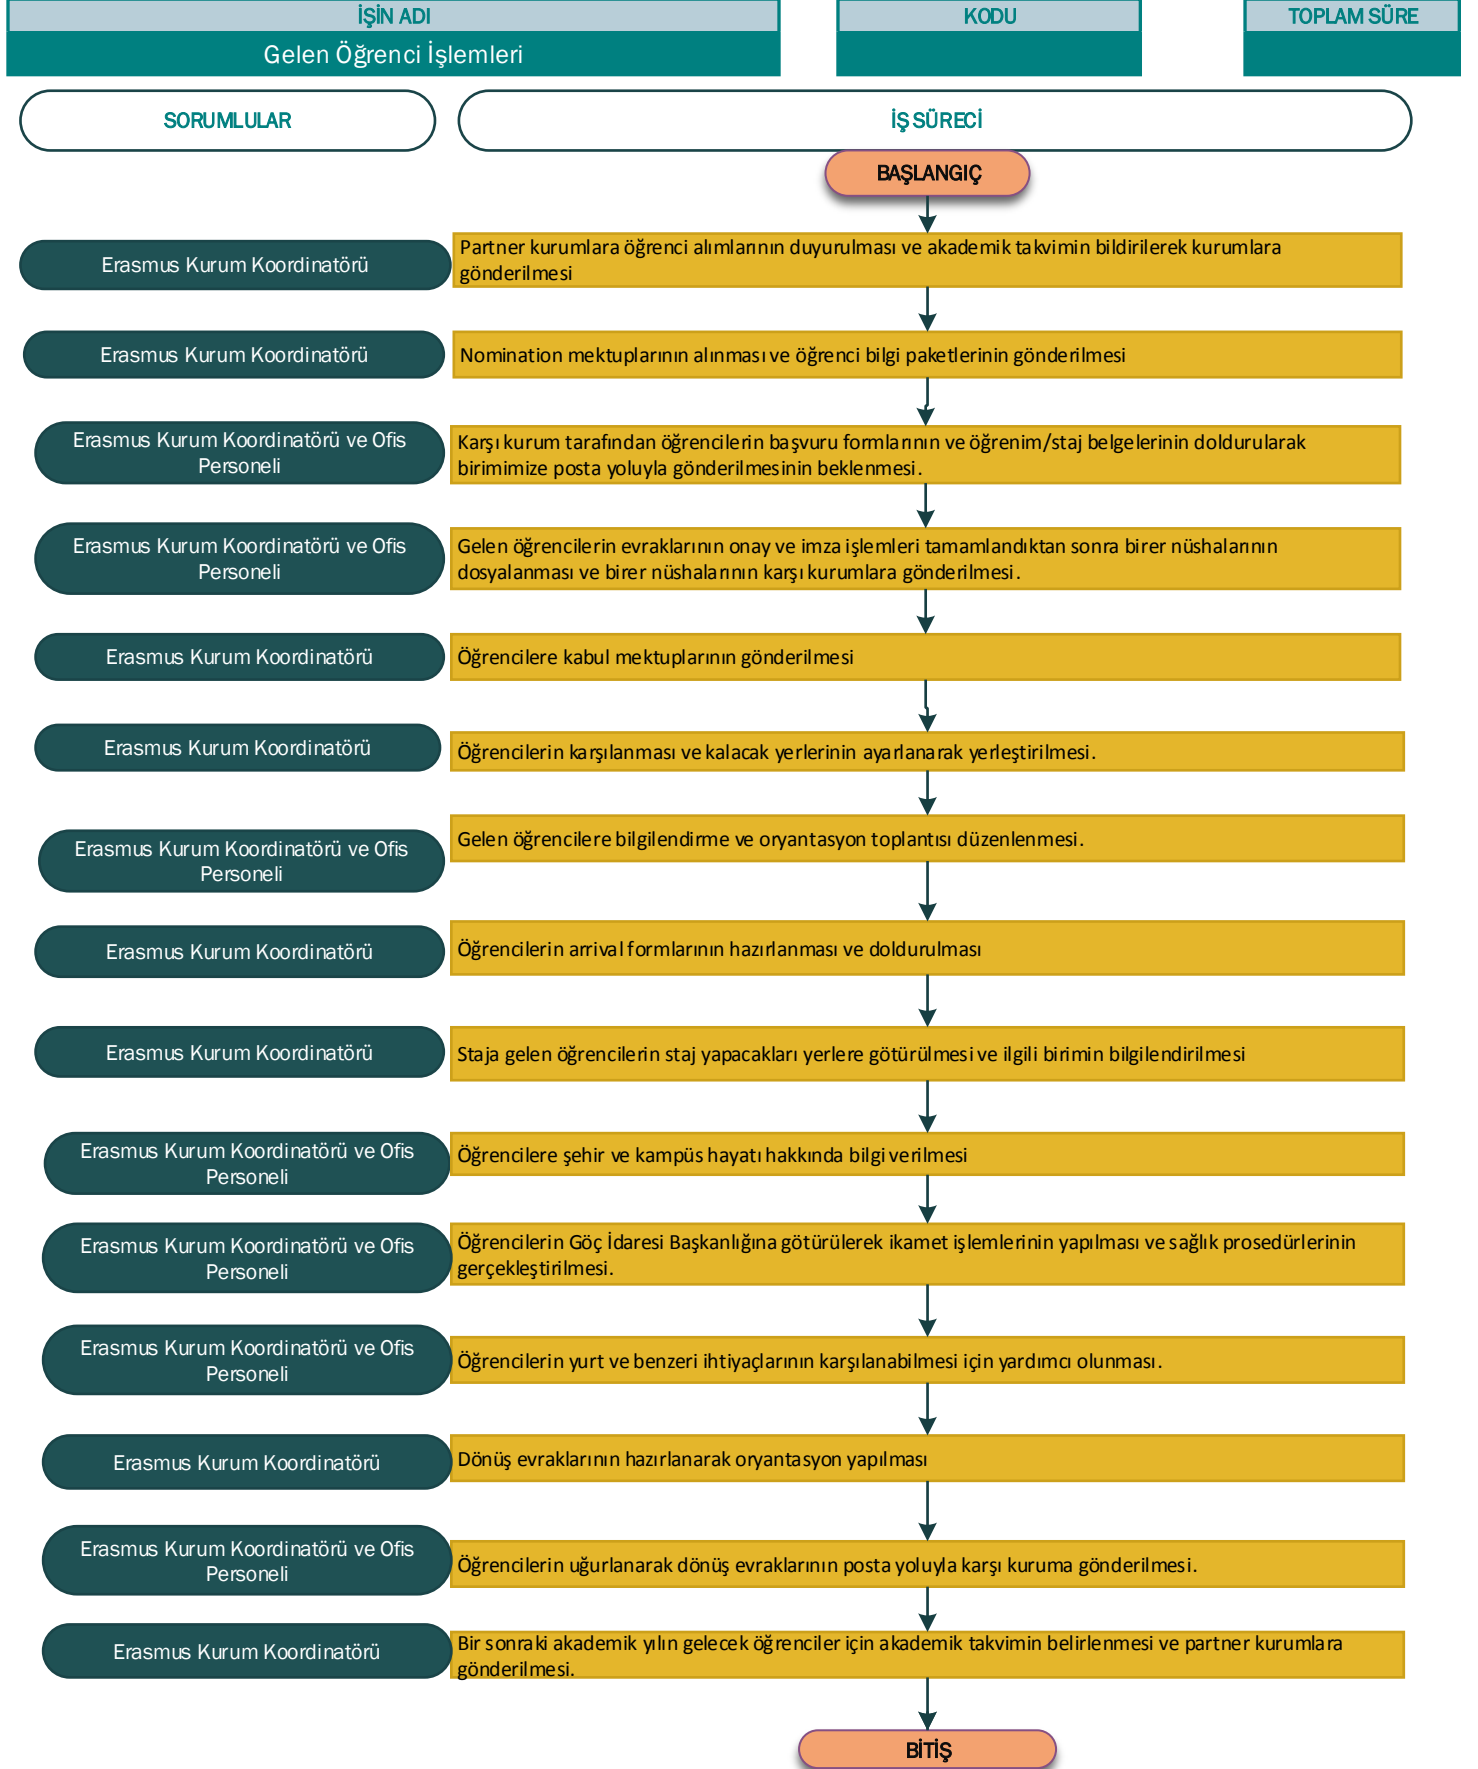 İŞİN ADI
KODU
TOPLAM SÜRE
Gelen Öğrenci İşlemleri
SORUMLULAR
İŞ SÜRECİ
BAŞLANGIÇ
Erasmus Kurum Koordinatörü
Partner kurumlara öğrenci alımlarının duyurulması ve akademik takvimin bildirilerek kurumlara
gönderilmesi
Erasmus Kurum Koordinatörü
Nomination mektuplarının alınması ve öğrenci bilgi paketlerinin gönderilmesi
Erasmus Kurum Koordinatörü ve Ofis
Personeli
Karşı kurum tarafından öğrencilerin başvuru formlarının ve öğrenim/staj belgelerinin doldurularak
birimimize posta yoluyla gönderilmesinin beklenmesi.
Erasmus Kurum Koordinatörü ve Ofis
Personeli
Gelen öğrencilerin evraklarının onay ve imza işlemleri tamamlandıktan sonra birer nüshalarının
dosyalanması ve birer nüshalarının karşı kurumlara gönderilmesi.
Erasmus Kurum Koordinatörü
Öğrencilere kabul mektuplarının gönderilmesi
Erasmus Kurum Koordinatörü
Öğrencilerin karşılanması ve kalacak yerlerinin ayarlanarak yerleştirilmesi.
Erasmus Kurum Koordinatörü ve Ofis
Personeli
Gelen öğrencilere bilgilendirme ve oryantasyon toplantısı düzenlenmesi.
Erasmus Kurum Koordinatörü
Öğrencilerin arrival formlarının hazırlanması ve doldurulması
Erasmus Kurum Koordinatörü
Staja gelen öğrencilerin staj yapacakları yerlere götürülmesi ve ilgili birimin bilgilendirilmesi
Erasmus Kurum Koordinatörü ve Ofis
Personeli
Öğrencilere şehir ve kampüs hayatı hakkında bilgi verilmesi
Erasmus Kurum Koordinatörü ve Ofis
Personeli
Öğrencilerin Göç İdaresi Başkanlığına götürülerek ikamet işlemlerinin yapılması ve sağlık prosedürlerinin
gerçekleştirilmesi.
Erasmus Kurum Koordinatörü ve Ofis
Personeli
Öğrencilerin yurt ve benzeri ihtiyaçlarının karşılanabilmesi için yardımcı olunması.
Erasmus Kurum Koordinatörü
Dönüş evraklarının hazırlanarak oryantasyon yapılması
Erasmus Kurum Koordinatörü ve Ofis
Personeli
Öğrencilerin uğurlanarak dönüş evraklarının posta yoluyla karşı kuruma gönderilmesi.
Erasmus Kurum Koordinatörü
Bir sonraki akademik yılın gelecek öğrenciler için akademik takvimin belirlenmesi ve partner kurumlara
gönderilmesi.
BİTİŞ